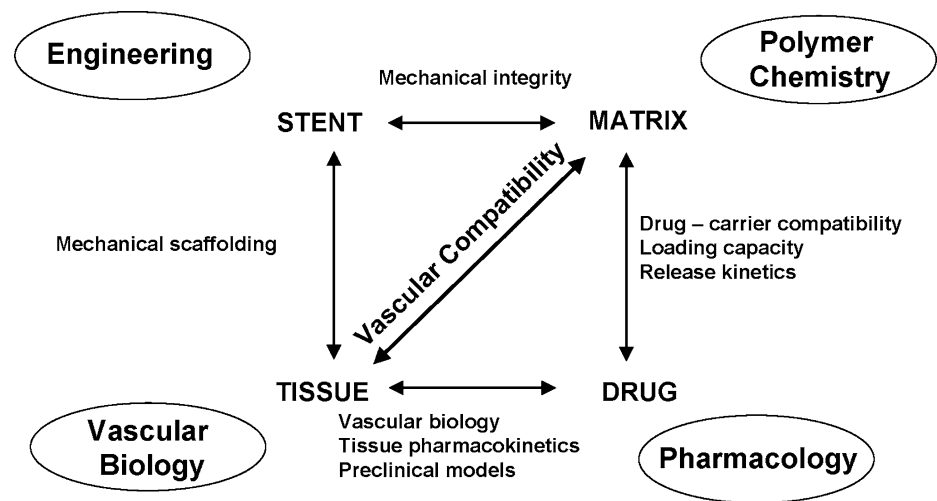 Engineering
Polymer
Chemistry
Mechanical integrity
STENT
MATRIX
Vascular Compatibility
Mechanical scaffolding
Drug – carrier compatibility
Loading capacity
Release kinetics
TISSUE
DRUG
Vascular biology
Tissue pharmacokinetics
Preclinical models
Vascular
Biology
Pharmacology